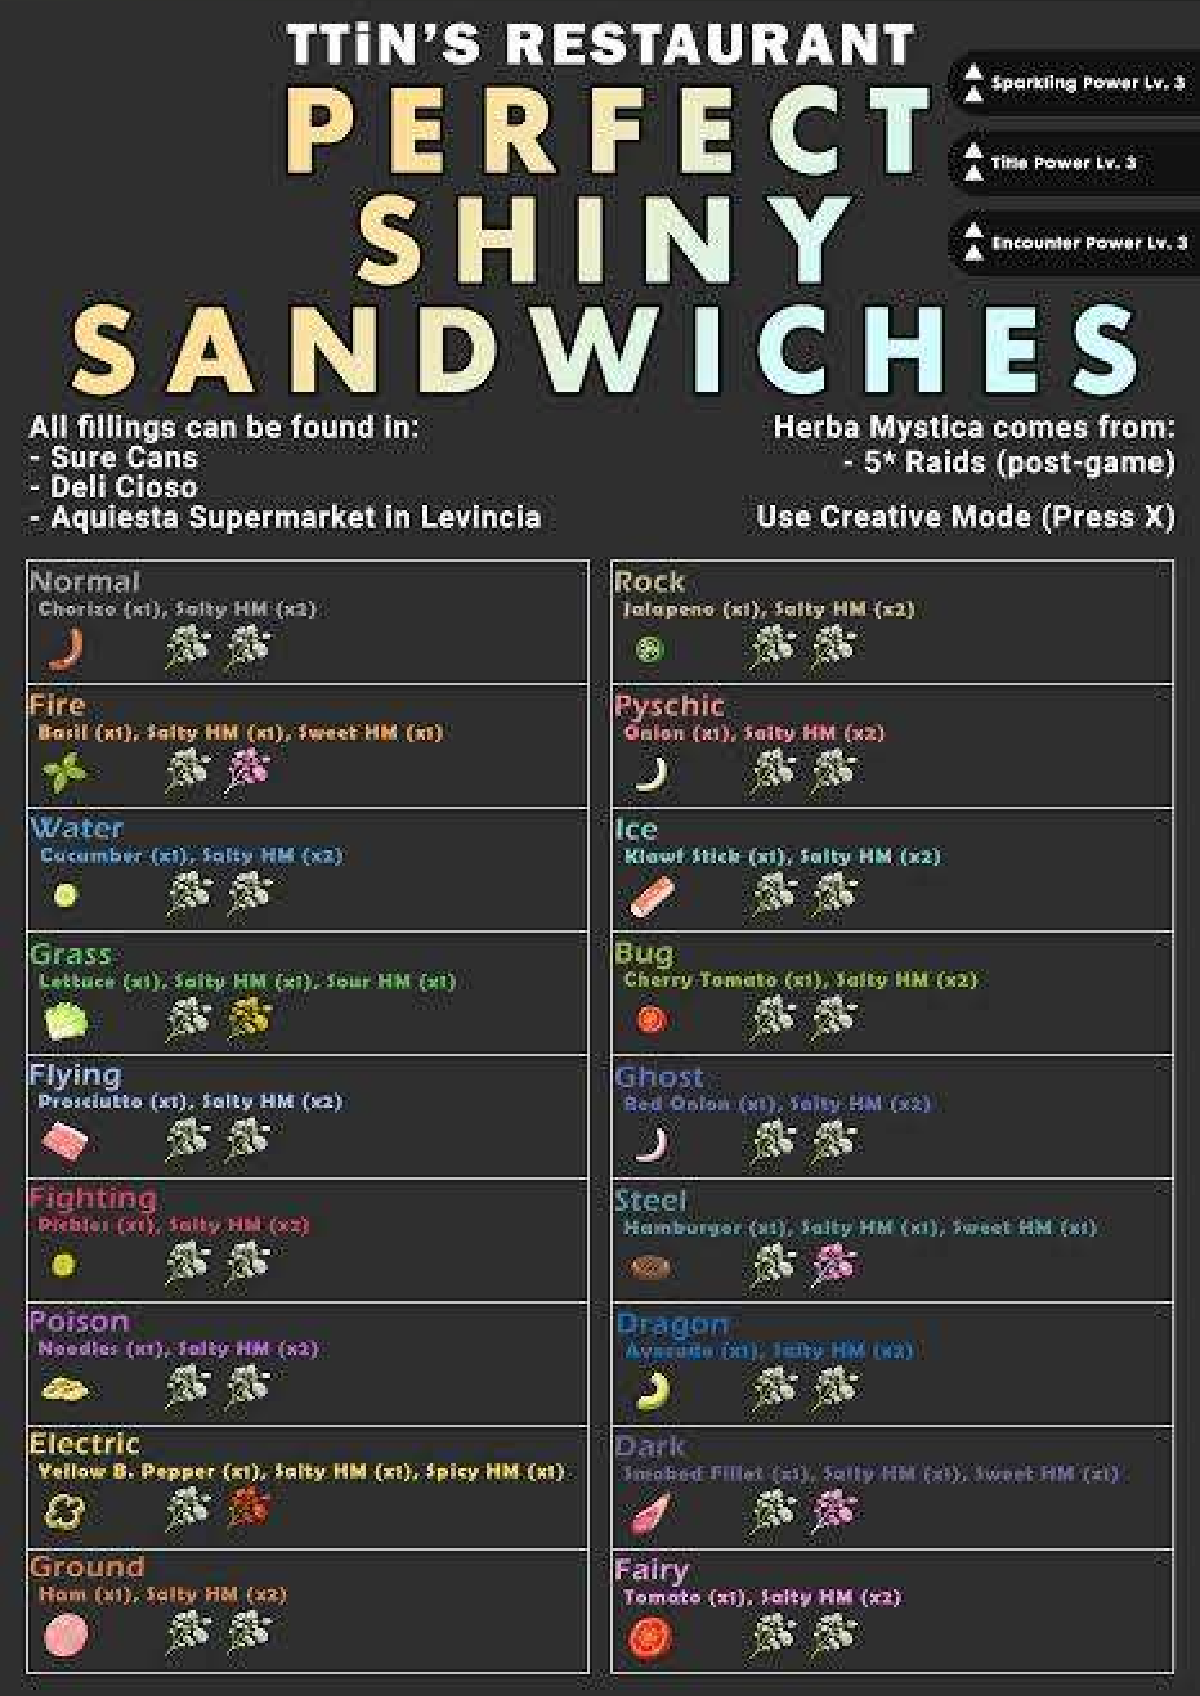 TTiN'S RESTAURANT
PERFECT
SHINY
SANDWICHES
Sparkling Power Lv. 3
Title Power Lv. 3
Encounter Power Lv. 3
All fillings can be found in:
- Sure Cans
- Deli Cioso
- Aquiesta Supermarket in Levincia
Herba Mystica comes from:
- 5* Raids (post-game)
Use Creative Mode (Press X)
Normal
Chorizo (x1), Salty HM (x2)
Fire
Basil (x1), Salty HM (x1), Sweet HM (x1)
Water
Cucumber (x1), Salty HM (x2)
Grass
Lettuce (x1), Salty HM (x1), Sour HM (x1)
Flying
Prosciutto (x1), Salty HM (x2)
Fighting
Pickles (x1), Salty HM (x2)
Poison
Noodles (x1), Salty HM (x2)
Electric
Yellow B. Pepper (x1), Salty HM (x1), Spicy HM (x1)
Ground
Ham (x1), Salty HM (x2)
Rock
Jalapeno (x1), Salty HM (x2)
Pyschic
Onion (x1), Salty HM (x2)
Ice
Klawf Stick (x1), Salty HM (x2)
Bug
Cherry Tomato (x1), Salty HM (x2)
Ghost
Red Onion (x1), Salty HM (x2)
Steel
Hamburger (x1), Salty HM (x1), Sweet HM (x1)
Dragon
Avocado (x1), Salty HM (x2)
Dark
Smoked Fillet (x1), Salty HM (x1), Sweet HM (x1)
Fairy
Tomato (x1), Salty HM (x2)